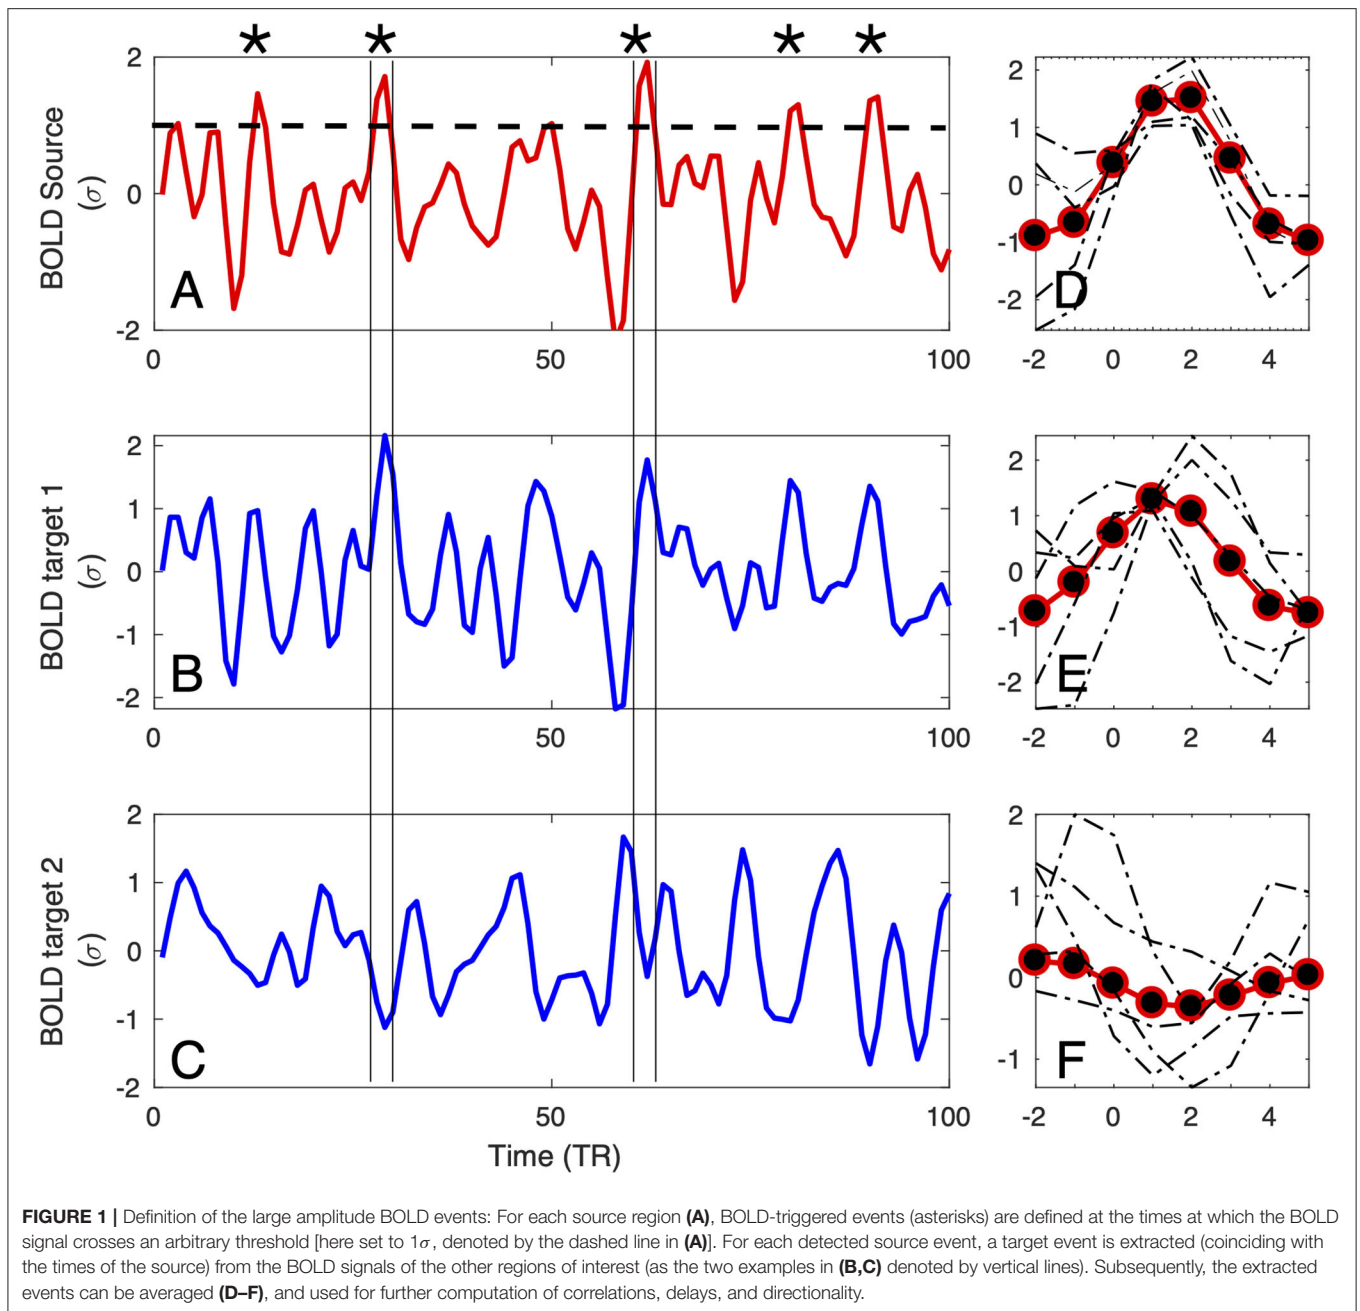 * * * * *
BOLD Source
(σ)
2
0
-2
A
0 50 100
2
1
0
-1
-2
D
-2 0 2 4
BOLD target 1
(σ)
2
1
0
-1
-2
B
0 50 100
2
1
0
-1
-2
E
-2 0 2 4
BOLD target 2
(σ)
2
1
0
-1
-2
C
0 50 100
Time (TR)
2
1
0
-1
F
-2 0 2 4
FIGURE 1 | Definition of the large amplitude BOLD events: For each source region (A), BOLD-triggered events (asterisks) are defined at the times at which the BOLD
signal crosses an arbitrary threshold [here set to 1σ, denoted by the dashed line in (A)]. For each detected source event, a target event is extracted (coinciding with
the times of the source) from the BOLD signals of the other regions of interest (as the two examples in (B,C) denoted by vertical lines). Subsequently, the extracted
events can be averaged (D–F), and used for further computation of correlations, delays, and directionality.